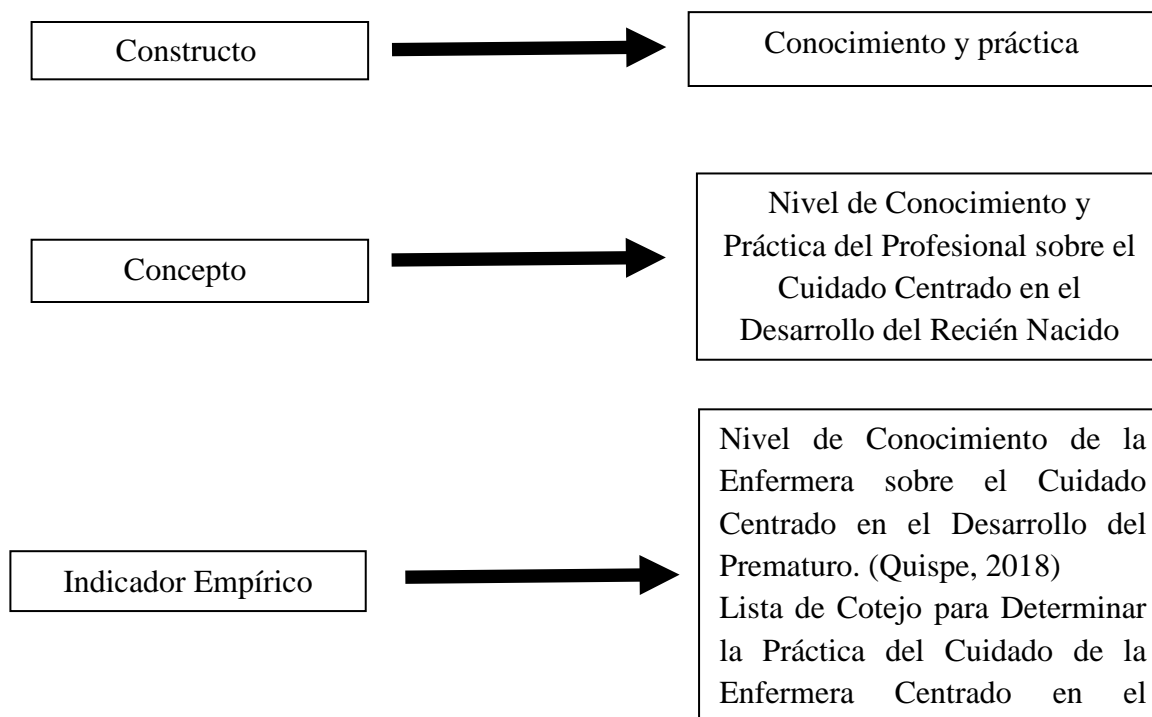 Constructo
Conocimiento y práctica
Concepto
Nivel de Conocimiento y
Práctica del Profesional sobre el
Cuidado Centrado en el
Desarrollo del Recién Nacido
Indicador Empírico
Nivel de Conocimiento de la
Enfermera sobre el Cuidado
Centrado en el Desarrollo del
Prematuro. (Quispe, 2018)
Lista de Cotejo para Determinar
la Práctica del Cuidado de la
Enfermera Centrado en el